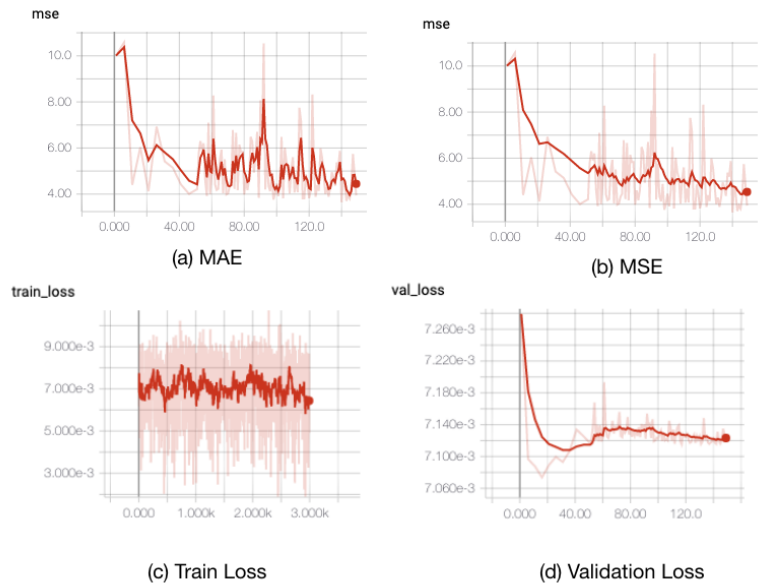 mse
10.0
8.00
6.00
4.00
0.000 40.00 80.00 120.0
(a) MAE
mse
10.0
8.00
6.00
4.00
0.000 40.00 80.00 120.0
(b) MSE
train_loss
9.000e-3
7.000e-3
5.000e-3
3.000e-3
0.000 1.000k 2.000k 3.000k
(c) Train Loss
val_loss
7.260e-3
7.220e-3
7.180e-3
7.140e-3
7.100e-3
7.060e-3
0.000 40.00 80.00 120.0
(d) Validation Loss